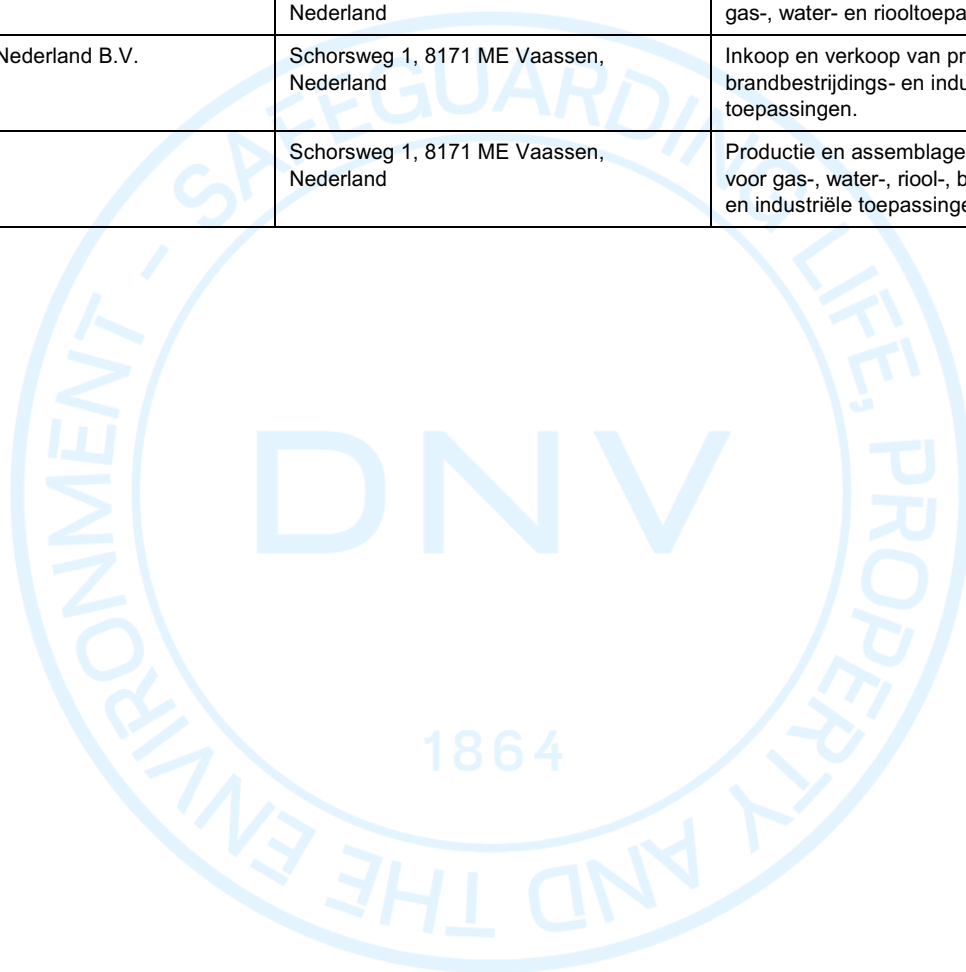 Nederland
gas-, water- en riooltoepa
Nederland B.V.
Schorsweg 1, 8171 ME Vaassen,
Nederland
Inkoop en verkoop van pr
brandbestrijdings- en indu
toepassingen.
Schorsweg 1, 8171 ME Vaassen,
Nederland
Productie en assemblage
voor gas-, water-, riool-, b
en industriële toepassinge
SAFEGUARDING LIFE, PROPERTY AND THE ENVIRONMENT -
DNV
1864